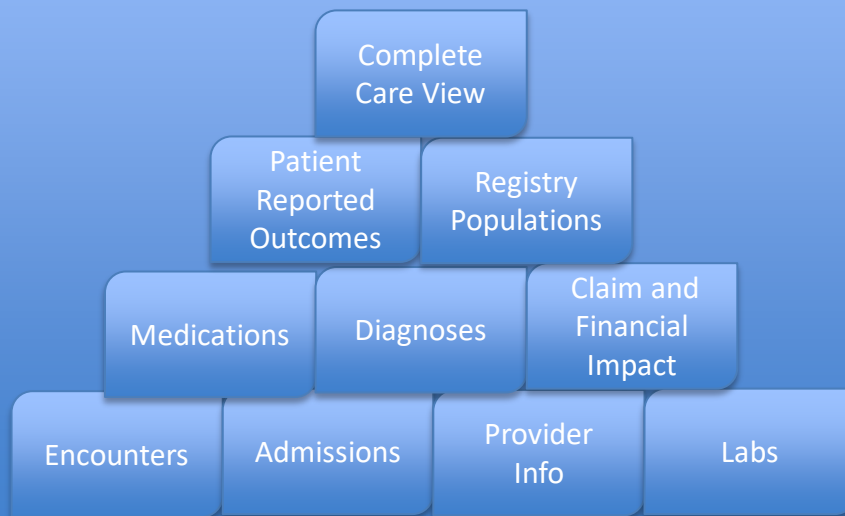 Complete
Care View
Patient
Reported
Outcomes
Registry
Populations
Medications
Diagnoses
Claim and
Financial
Impact
Encounters
Admissions
Provider
Info
Labs